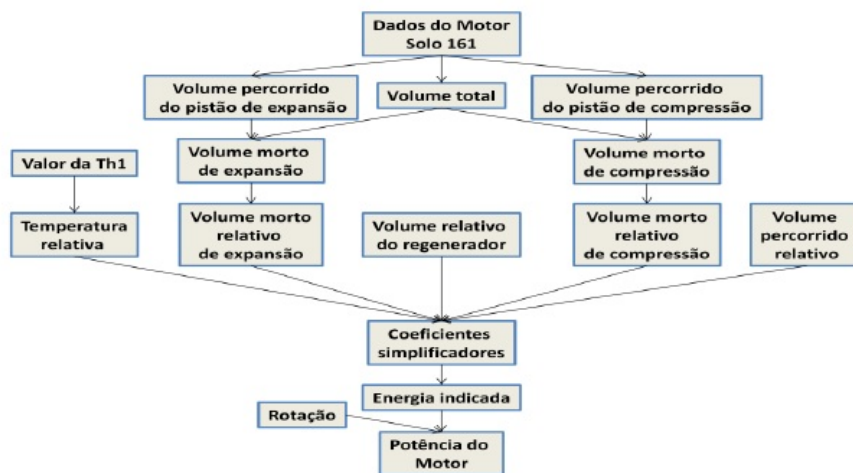 Dados do Motor
Solo 161
Volume percorrido
do pistão de expansão
Volume total
Volume percorrido
do pistão de compressão
Volume morto
de expansão
Volume morto
de compressão
Valor da Th1
Temperatura
relativa
Volume morto
relativo
de expansão
Volume relativo
do regenerador
Volume morto
relativo
de compressão
Volume
percorrido
relativo
Coeficientes
simplificadores
Energia indicada
Rotação
Potência do
Motor